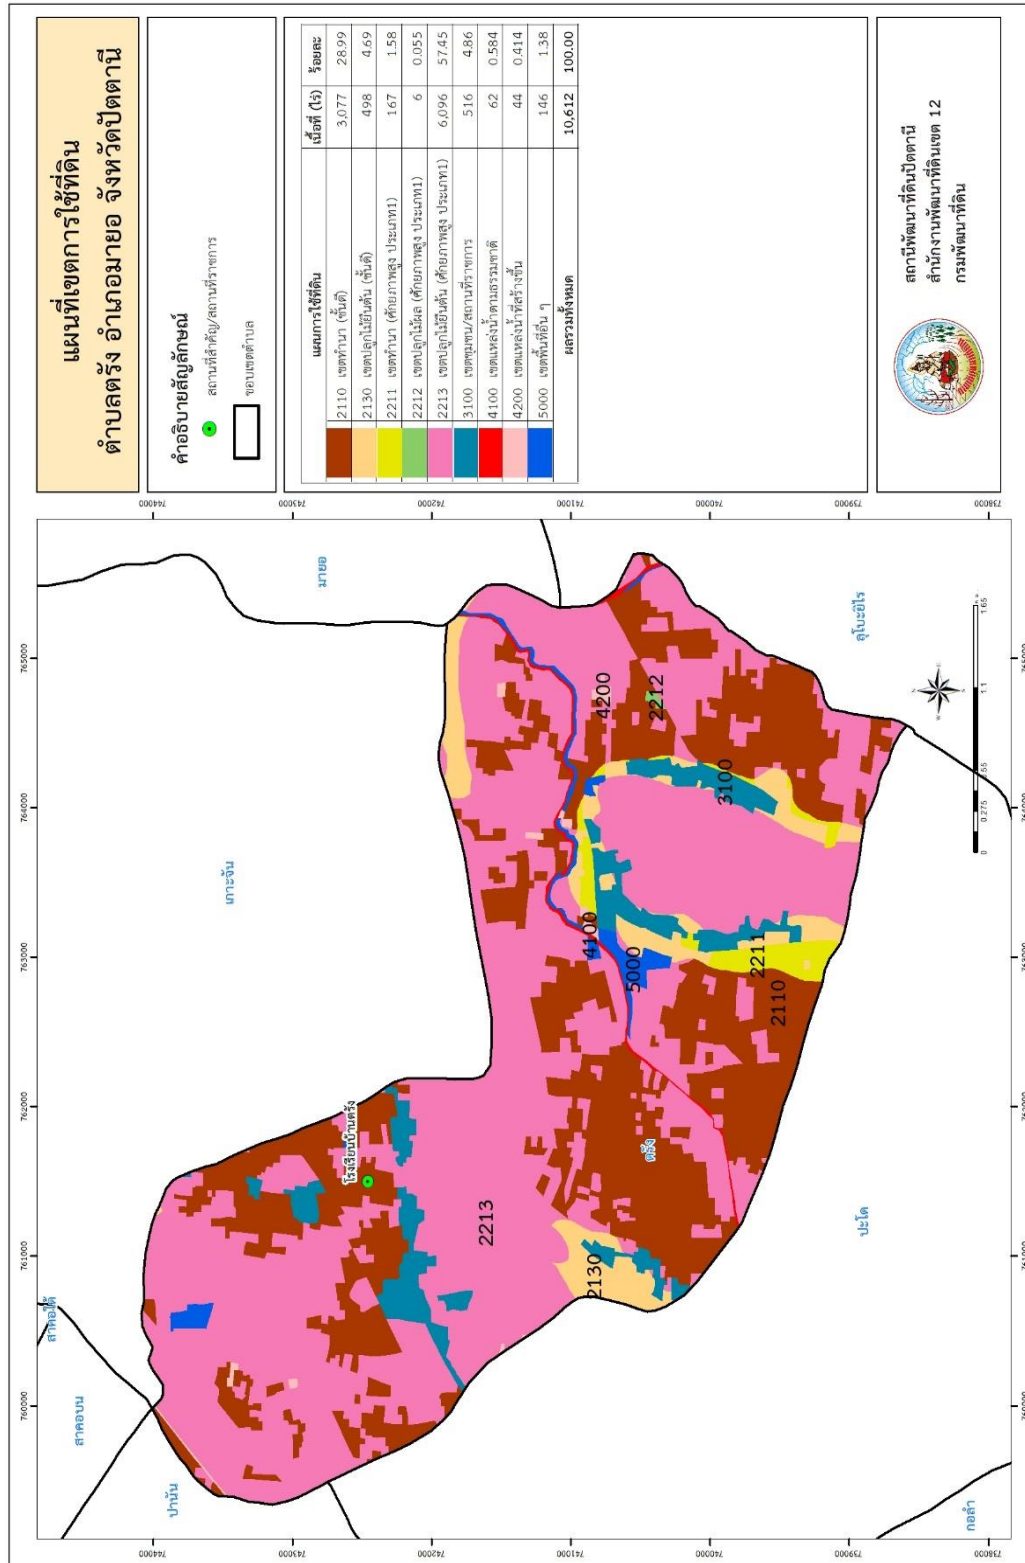 แผนที่เขตการใช้ที่ดิน
ตำบลตรัง อำเภอมายอ จังหวัดปัตตานี
คำอธิบายสัญลักษณ์
สถานที่สำคัญ/สถานที่ราชการ
ขอบเขตตำบล
แผนการใช้ที่ดิน เนื้อที่ (ไร่) ร้อยละ
2110 เขตทำนา (ชั้นดี) 3,077 28.99
2130 เขตปลูกไม้ยืนต้น (ชั้นดี) 498 4.69
2211 เขตทำนา (ศักยภาพสูง ประเภท1) 167 1.58
2212 เขตปลูกไม้ผล (ศักยภาพสูง ประเภท1) 6 0.055
2213 เขตปลูกไม้ยืนต้น (ศักยภาพสูง ประเภท1) 6,096 57.45
3100 เขตชุมชน/สถานที่ราชการ 516 4.86
4100 เขตแหล่งน้ำตามธรรมชาติ 62 0.584
4200 เขตแหล่งน้ำที่สร้างขึ้น 44 0.414
5000 เขตพื้นที่อื่น ๆ 146 1.38
ผลรวมทั้งหมด 10,612 100.00
สถานีพัฒนาที่ดินปัตตานี
สำนักงานพัฒนาที่ดินเขต 12
กรมพัฒนาที่ดิน
760000 761000 762000 763000 764000 765000
744000
743000
742000
741000
740000
739000
738000
744000
743000
742000
741000
740000
739000
738000
สาคอใต้
สาคอบน
ปานัน
เกาะจัน
มายอ
โรงเรียนบ้านตรัง
2213
2130
ตรัง
4100
5000
2110
2211
3100
4200
2212
ลุโบะยิไร
ปะโด
กอลำ
0 0.275 0.55 1.1 1.65
760000 761000 762000 763000 764000 765000